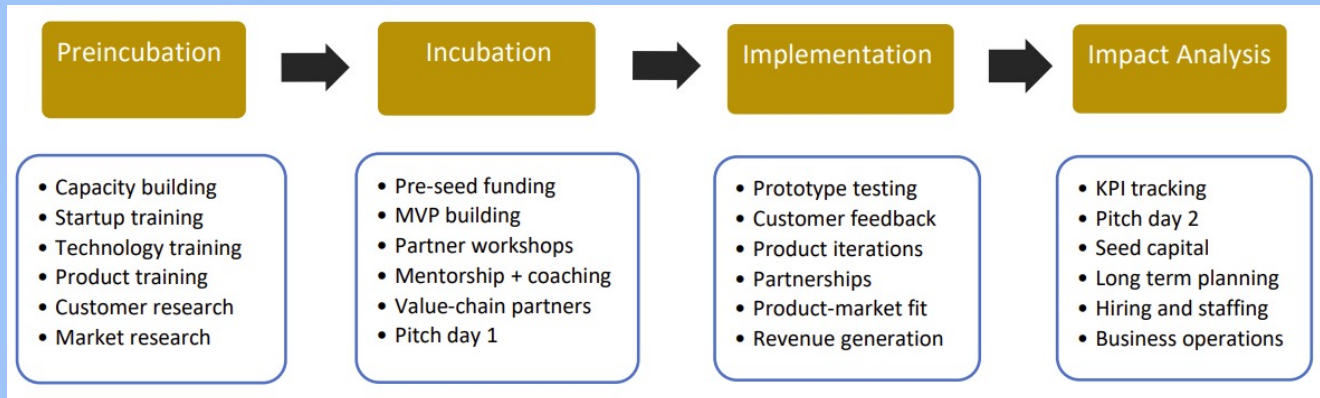 Preincubation
Incubation
Implementation
Impact Analysis
• Capacity building
• Startup training
• Technology training
• Product training
• Customer research
• Market research
• Pre-seed funding
• MVP building
• Partner workshops
• Mentorship + coaching
• Value-chain partners
• Pitch day 1
• Prototype testing
• Customer feedback
• Product iterations
• Partnerships
• Product-market fit
• Revenue generation
• KPI tracking
• Pitch day 2
• Seed capital
• Long term planning
• Hiring and staffing
• Business operations